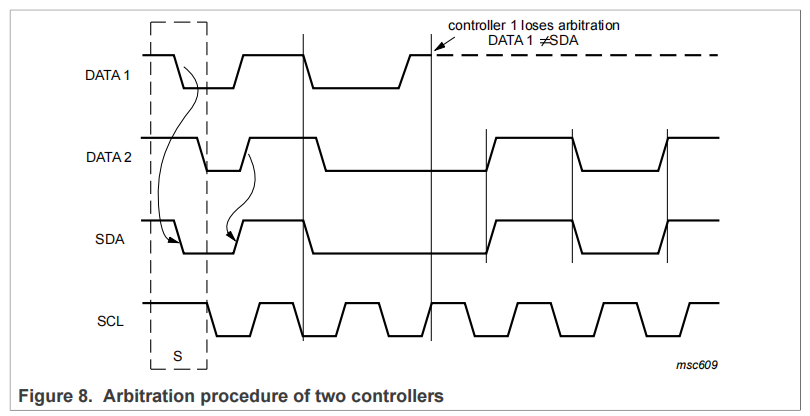 controller 1 loses arbitration
DATA 1 ≠SDA
DATA 1
DATA 2
SDA
SCL
S
msc609
Figure 8. Arbitration procedure of two controllers